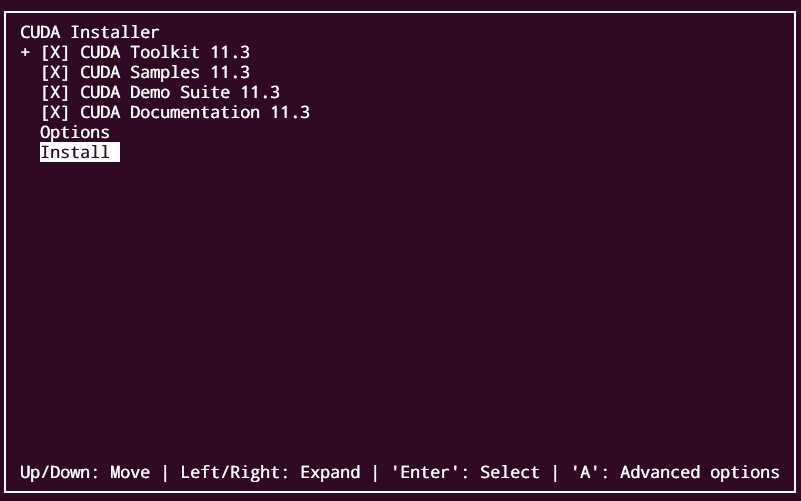 CUDA Installer
+ [X] CUDA Toolkit 11.3
[X] CUDA Samples 11.3
[X] CUDA Demo Suite 11.3
[X] CUDA Documentation 11.3
Options
Install
Up/Down: Move | Left/Right: Expand | 'Enter': Select | 'A': Advanced options